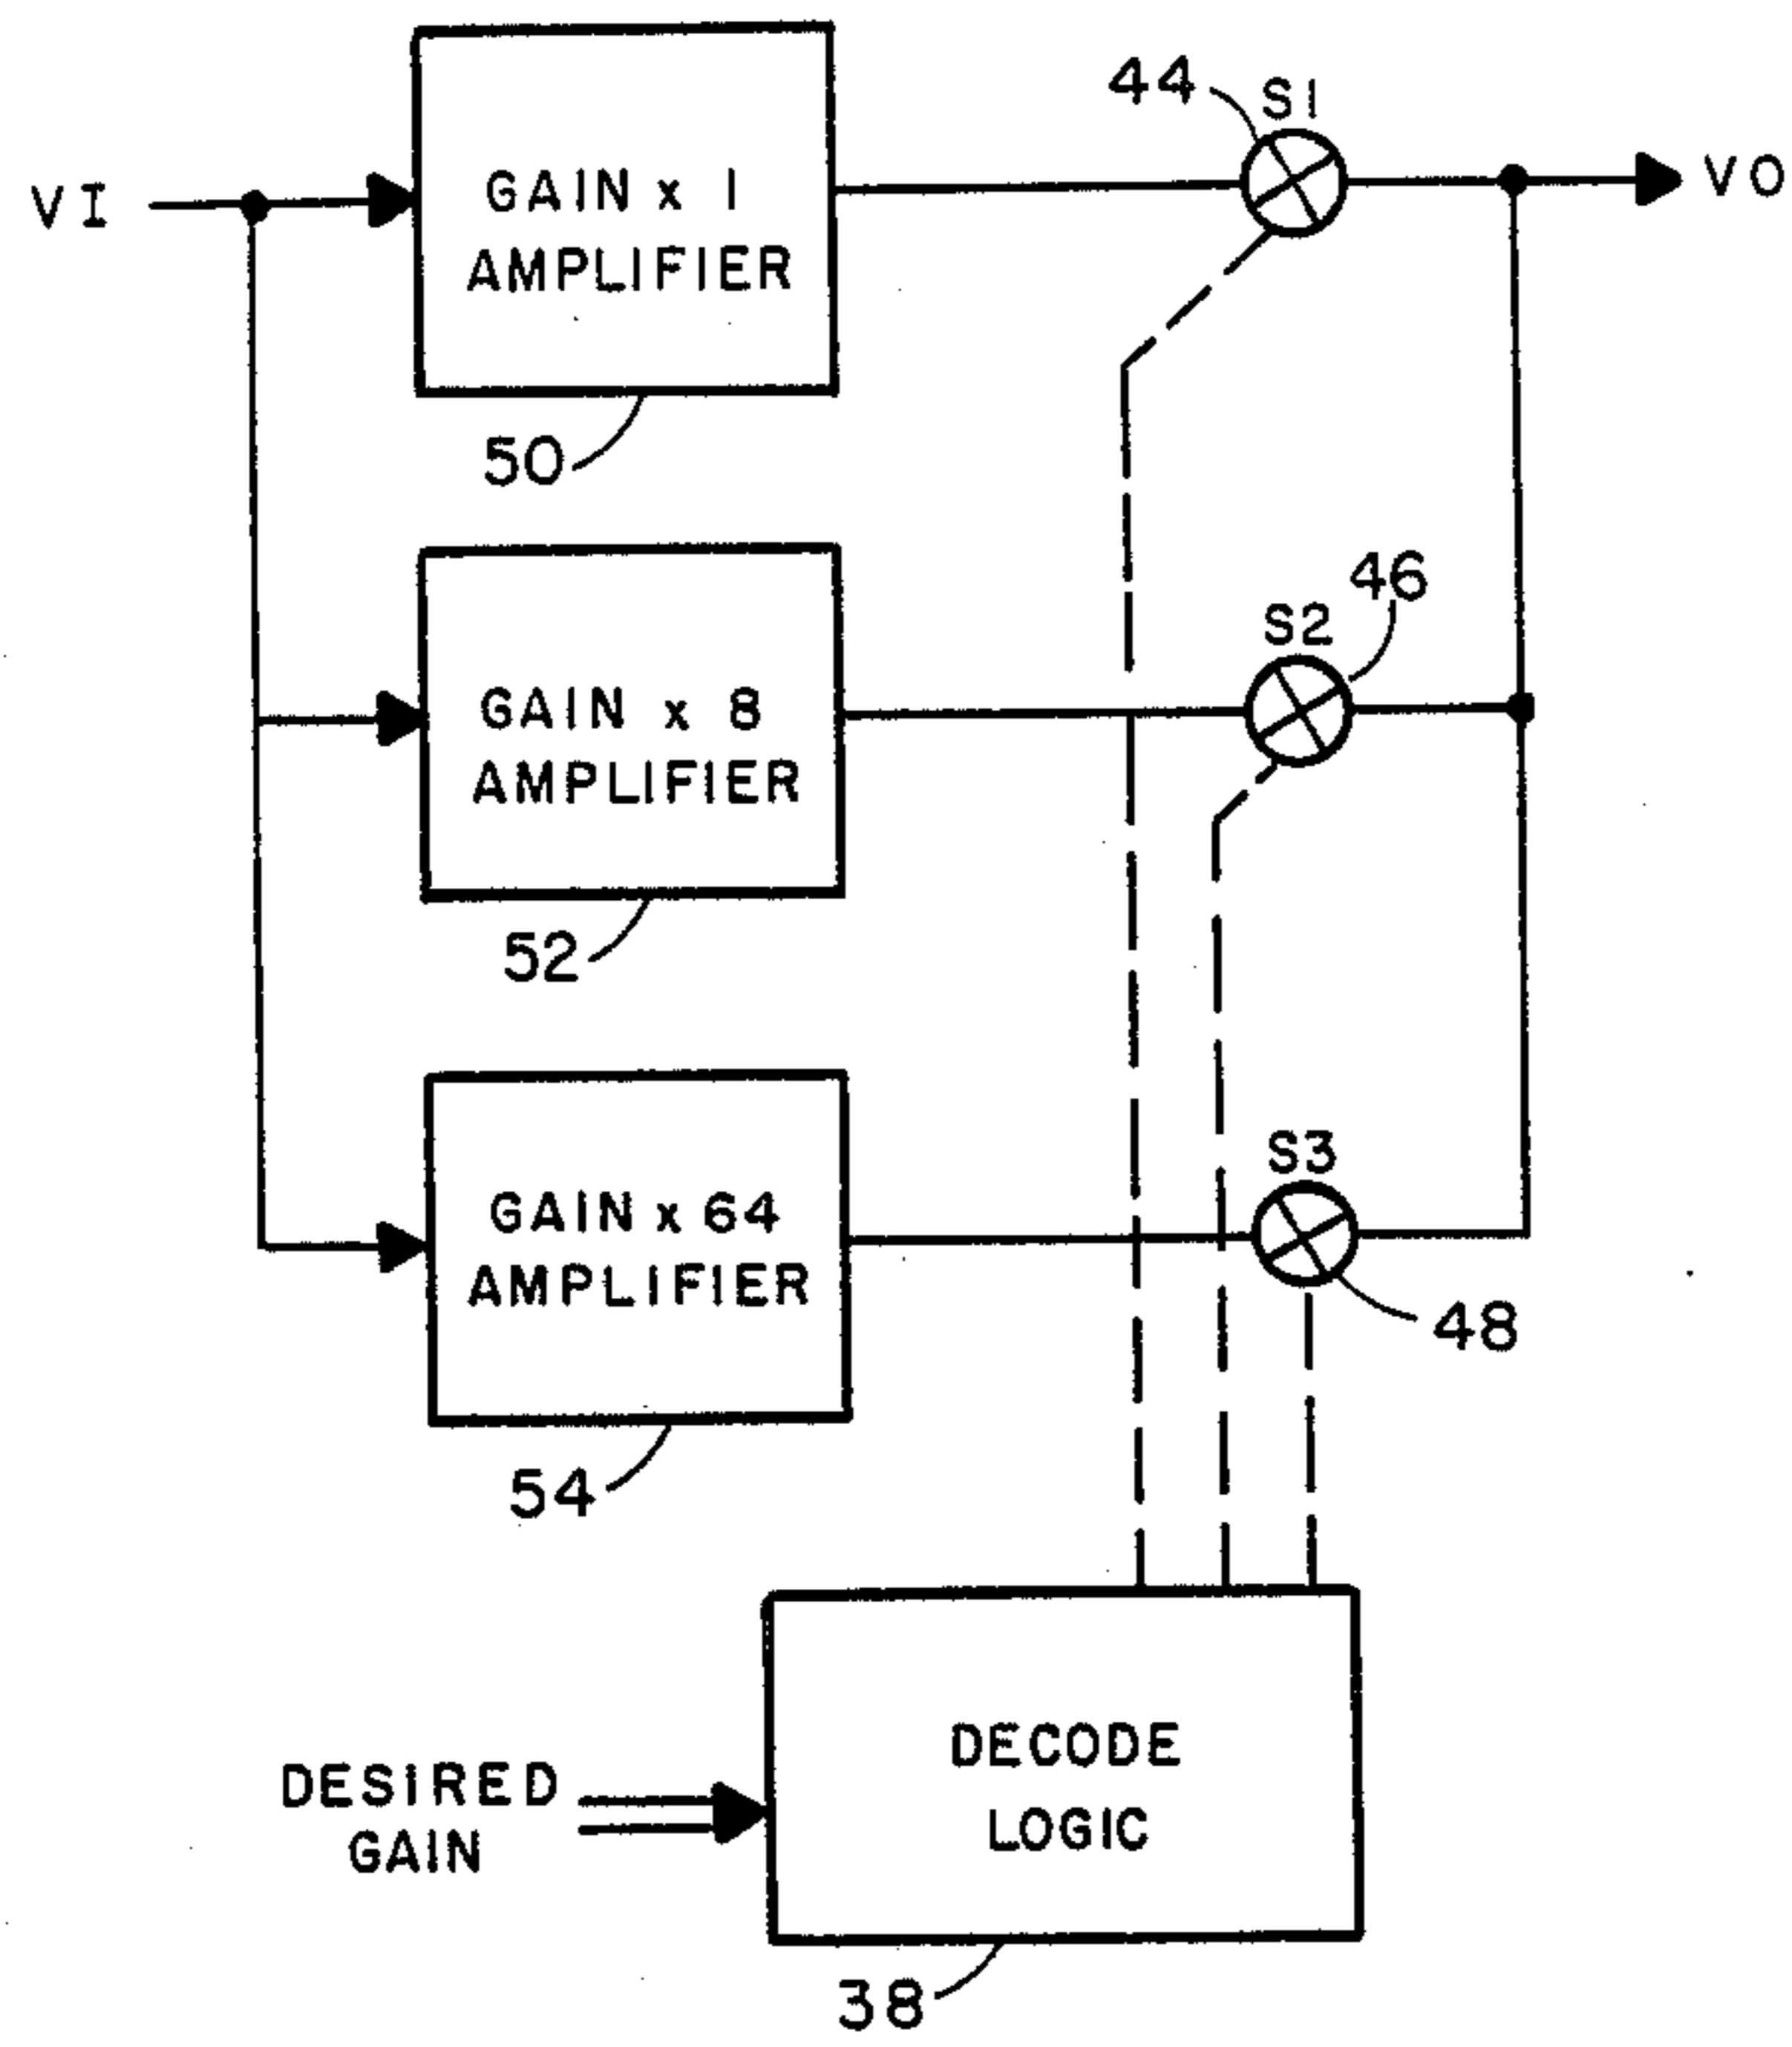 44
S1
VI
GAIN x 1
AMPLIFIER
VO
50
46
S2
GAIN x 8
AMPLIFIER
52
S3
GAIN x 64
AMPLIFIER
48
54
DECODE
LOGIC
DESIRED
GAIN
38